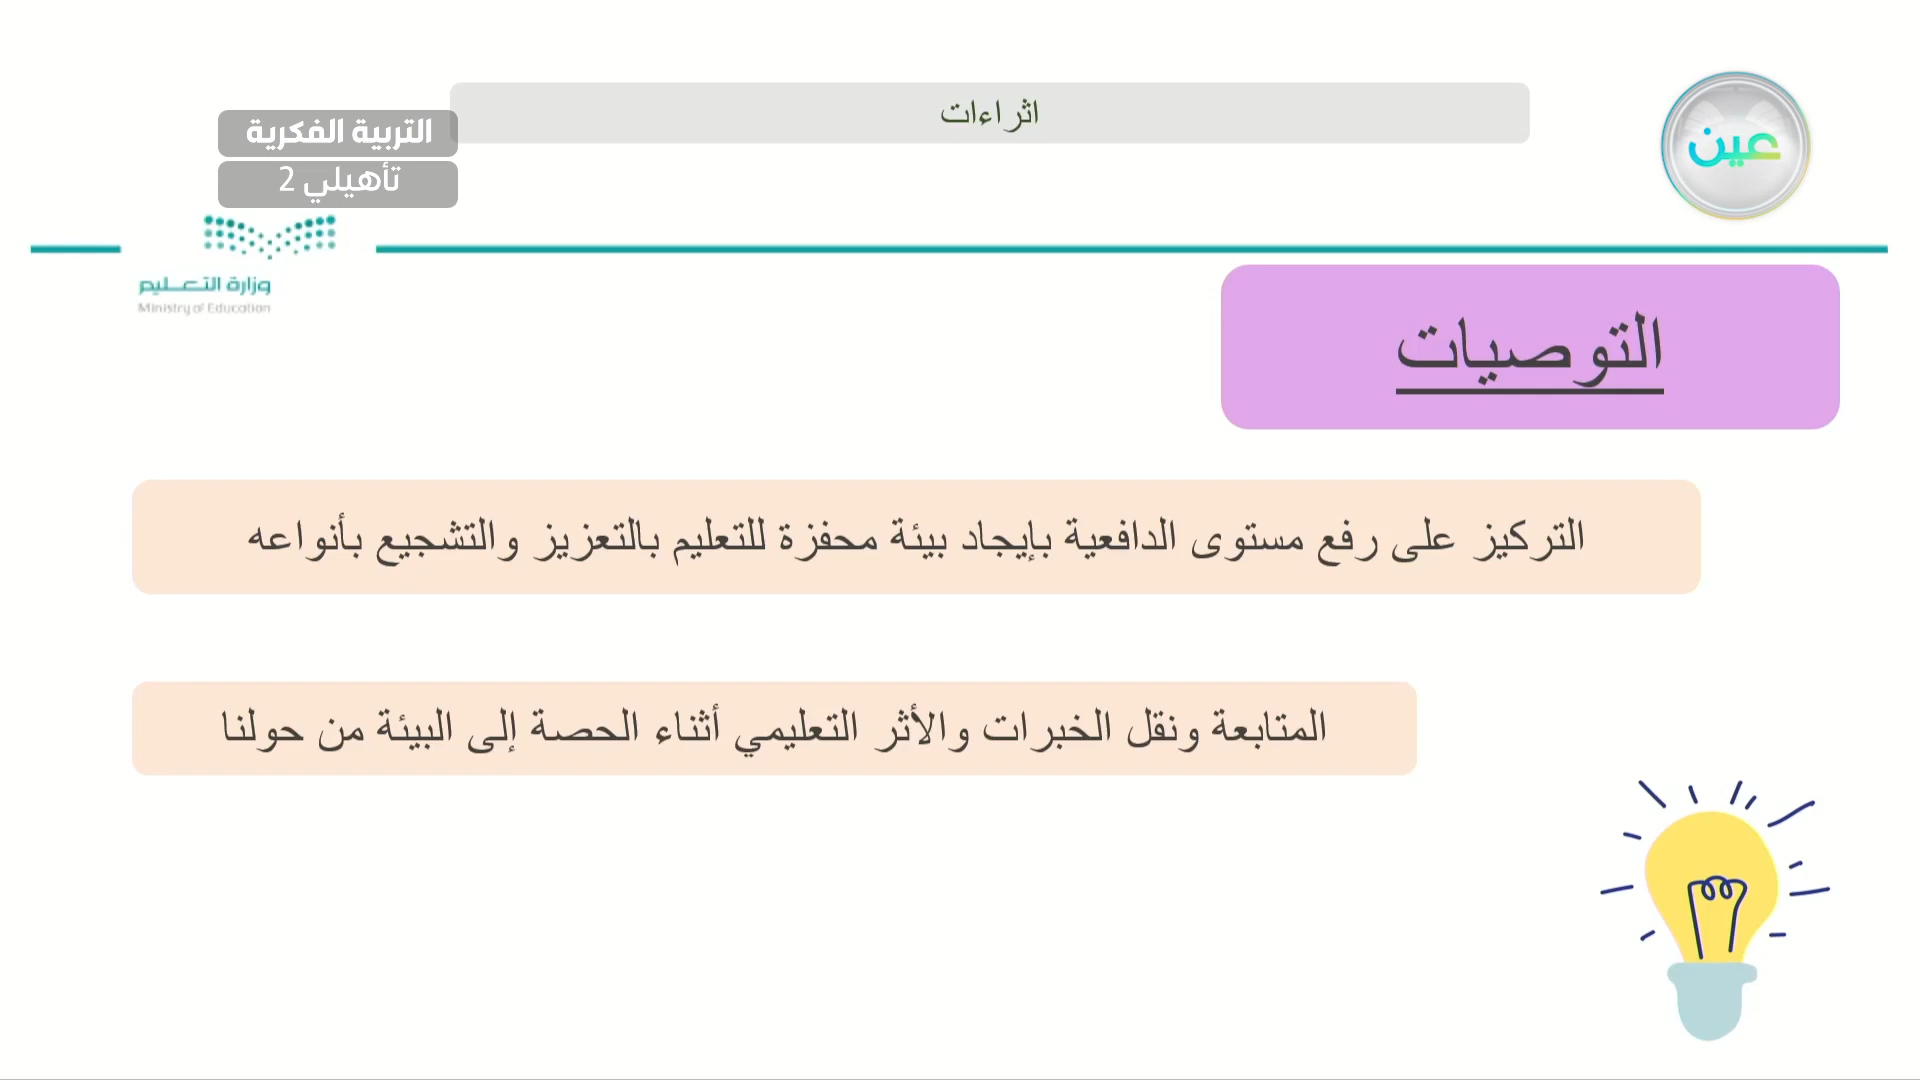 اثراءات
عين
التربية الفكرية
تأهيلي 2
وزارة التعليم
Ministry of Education
التوصيات
التركيز على رفع مستوى الدافعية بإيجاد بيئة محفزة للتعليم بالتعزيز والتشجيع بأنواعه
المتابعة ونقل الخبرات والأثر التعليمي أثناء الحصة إلى البيئة من حولنا